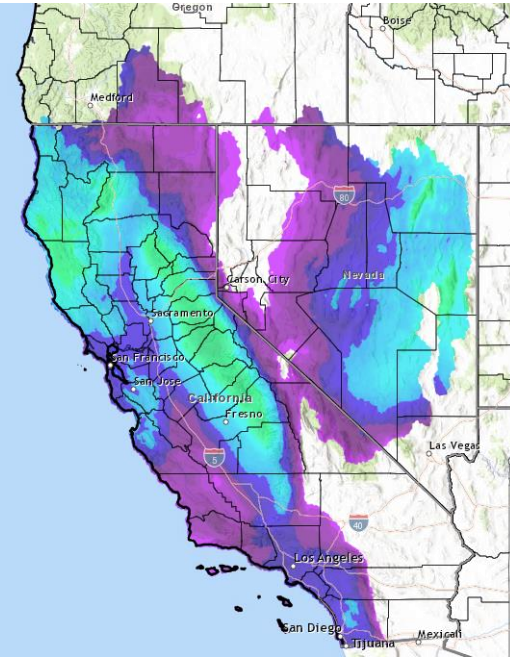 Oregon
Boise
Medford
80
Carson City
Nevada
Sacramento
San Francisco
San Jose
California
Fresno
Las Vegas
5
40
Los Angeles
San Diego
Mexicali
Tijuana